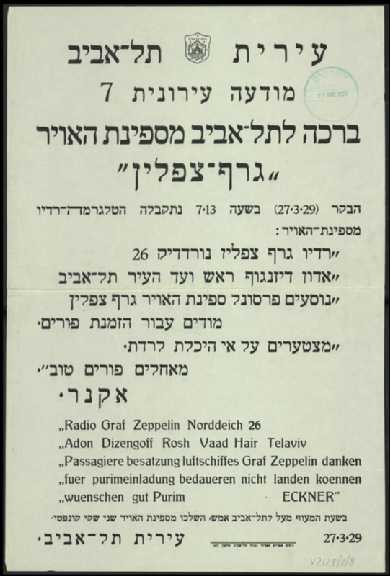 עירית תל־אביב
מודעה עירונית 7
ברכה לתל־אביב מספינת האויר
„גרף־צפלין”
הבקר (27·3·29) בשעה 7·13 נתקבלה הטלגרמה־רדיו
מספינת־האויר:
„רדיו גרף צפלין נורדדיק 26
„אדון דיזנגוף ראש ועד העיר תל־אביב
„נוסעים פרסונל ספינת האויר גרף צפלין
מודים עבור הזמנת פורים.
„מצטערים על אי היכלת לרדת.
מאחלים פורים טוב”.
אקנר.
„Radio Graf Zeppelin Norddeich 26
„Adon Dizengoff Rosh Vaad Hair Telaviv
„Passagiere besatzung luftschiffes Graf Zeppelin danken
„fuer purimeinladung bedaueren nicht landen koennen
„wuenschen gut Purim ECKNER”
בשעת המעוף מעל לתל־אביב אמש, השלכו מספינת האויר שני שקי קונפטי.
27·3·29 עירית תל־אביב.